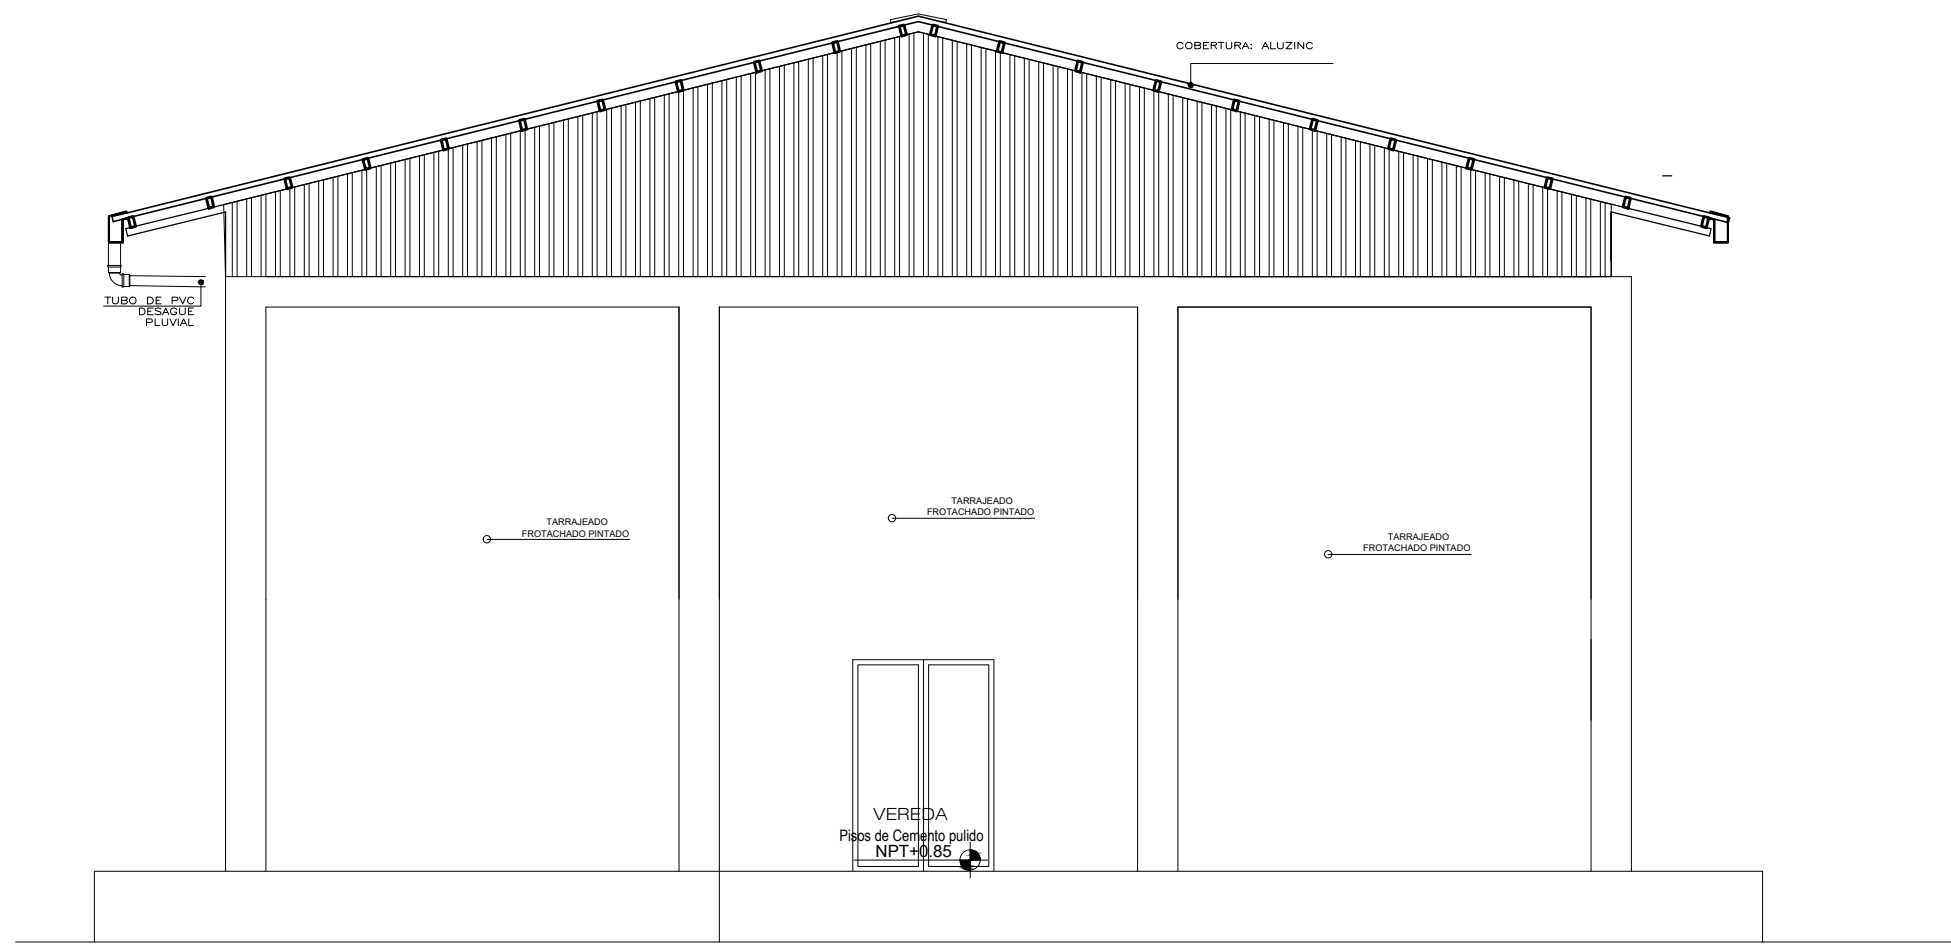 COBERTURA: ALUZINC
TUBO DE PVC
DESAGUE
PLUVIAL
TARRAJEADO
FROTACHADO PINTADO
TARRAJEADO
FROTACHADO PINTADO
TARRAJEADO
FROTACHADO PINTADO
VEREDA
Pisos de Cemento pulido
NPT+0.85